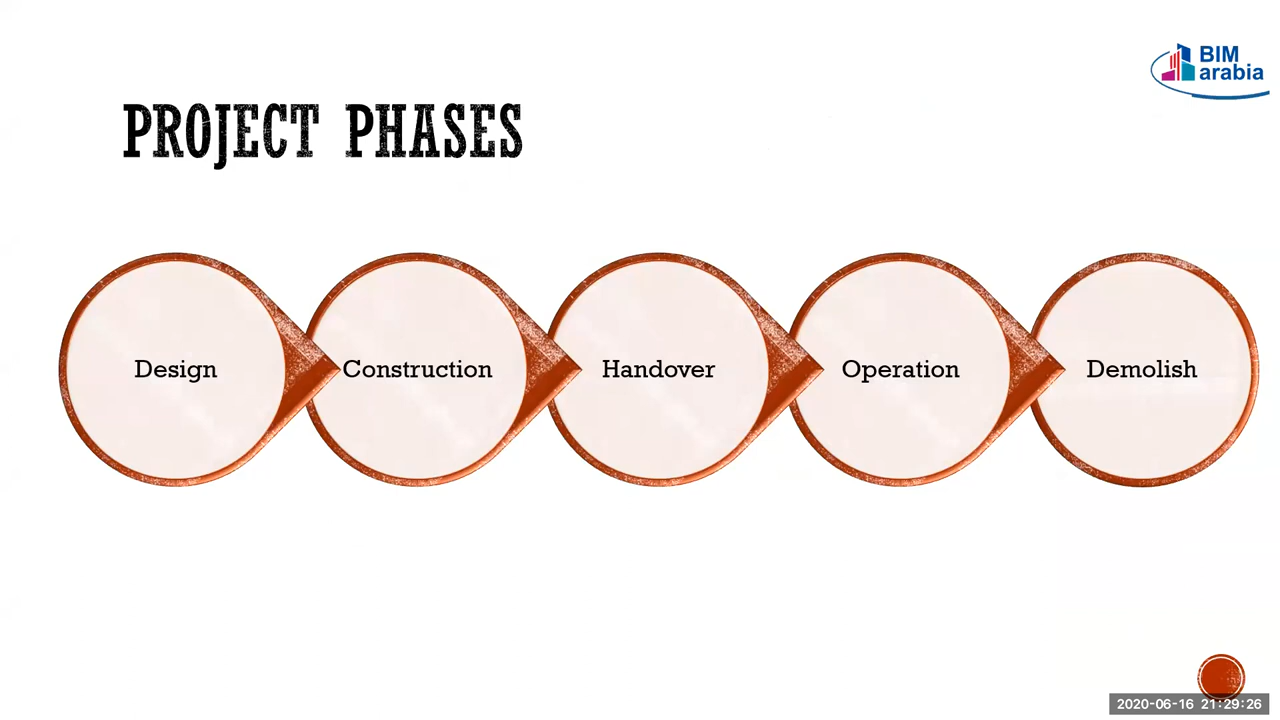 BIM
arabia
PROJECT PHASES
Design
Construction
Handover
Operation
Demolish
2020-06-16 21:29:26